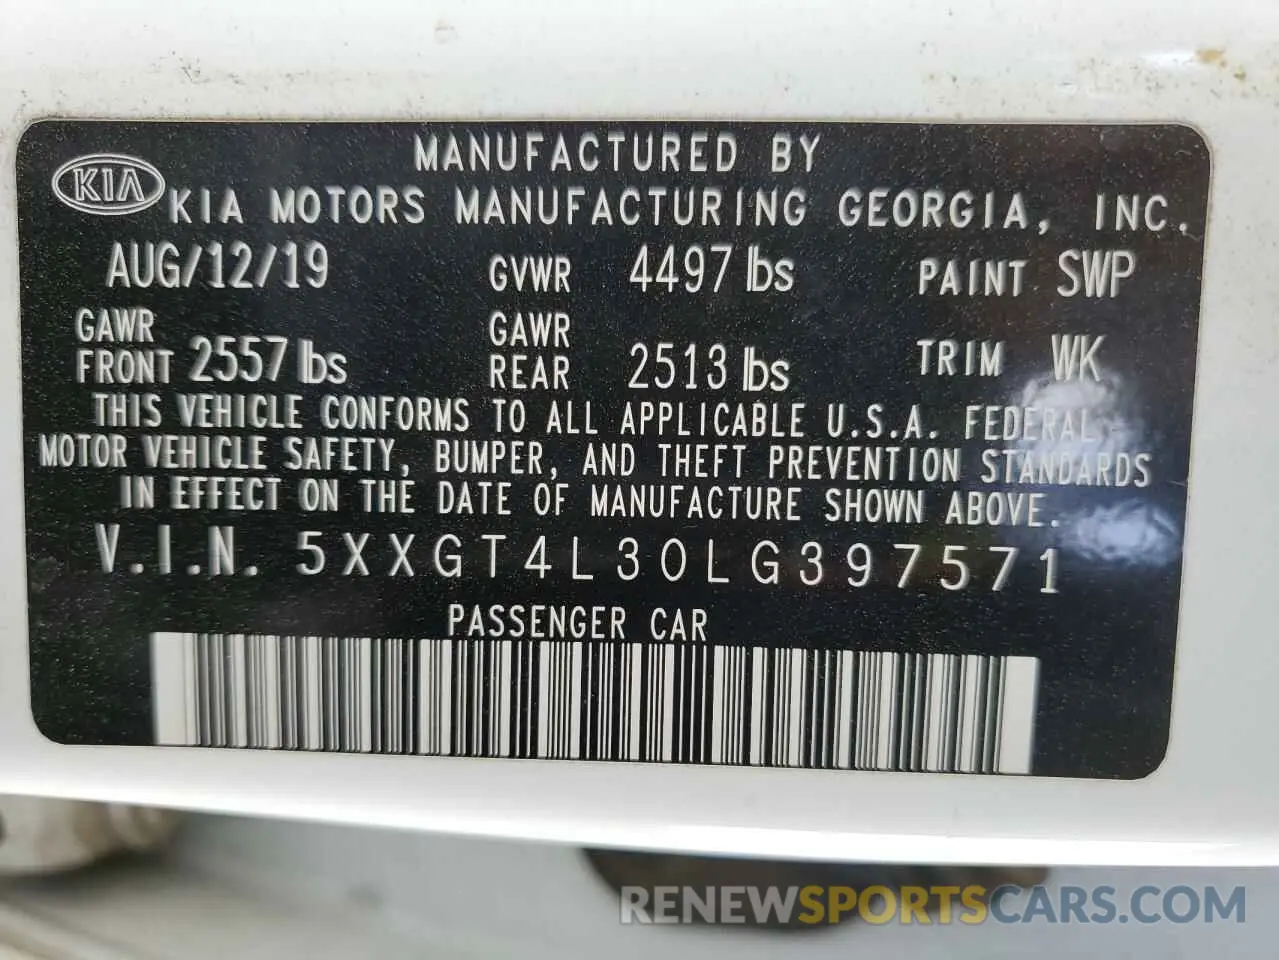 MANUFACTURED BY
KIA KIA MOTORS MANUFACTURING GEORGIA, INC.
AUG/12/19 GVWR 4497 lbs PAINT SWP
GAWR FRONT 2557 lbs GAWR REAR 2513 lbs TRIM WK
THIS VEHICLE CONFORMS TO ALL APPLICABLE U.S.A. FEDERAL
MOTOR VEHICLE SAFETY, BUMPER, AND THEFT PREVENTION STANDARDS
IN EFFECT ON THE DATE OF MANUFACTURE SHOWN ABOVE.
V.I.N. 5XXGT4L30LG397571
PASSENGER CAR
RENEWSPORTSCARS.COM